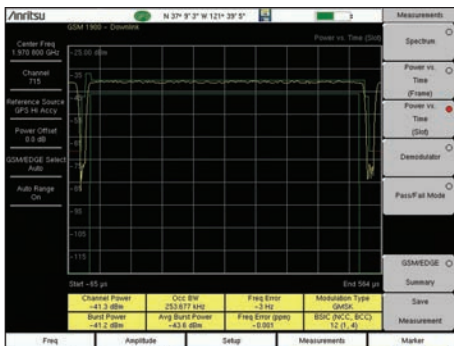 Anritsu
N 37° 9' 3" W 121° 39' 5"
Measurements
GSM 1900 - Downlink
Power vs. Time (Slot)
Center Freq
1.970 800 GHz
Channel
715
Reference Source
GPS Hi Accy
Power Offset
0.0 dB
GSM/EDGE Select
Auto
Auto Range
On
-25.00 dBm
-35
-45
-55
-65
-75
-85
-95
-105
-115
Start -65 µs
End 564 µs
Channel Power
-41.3 dBm
Occ BW
253.677 kHz
Freq Error
-3 Hz
Modulation Type
GMSK
Burst Power
-41.2 dBm
Avg Burst Power
-43.6 dBm
Freq Error (ppm)
-0.001
BSIC (NCC, BCC)
12 (1, 4)
Spectrum
Power vs.
Time
(Frame)
Power vs.
Time
(Slot)
Demodulator
Pass/Fail Mode
GSM/EDGE
Summary
Save
Measurement
Freq
Amplitude
Setup
Measurements
Marker